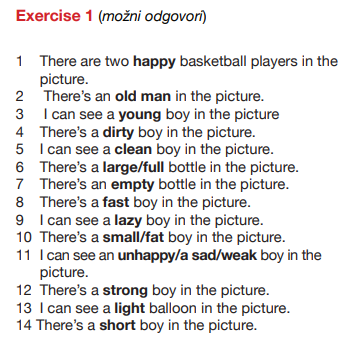 Exercise 1 (možni odgovori)
1 There are two happy basketball players in the
picture.
2 There's an old man in the picture.
3 I can see a young boy in the picture
4 There's a dirty boy in the picture.
5 I can see a clean boy in the picture.
6 There's a large/full bottle in the picture.
7 There's an empty bottle in the picture.
8 There's a fast boy in the picture.
9 I can see a lazy boy in the picture.
10 There's a small/fat boy in the picture.
11 I can see an unhappy/a sad/weak boy in the
picture.
12 There's a strong boy in the picture.
13 I can see a light balloon in the picture.
14 There's a short boy in the picture.